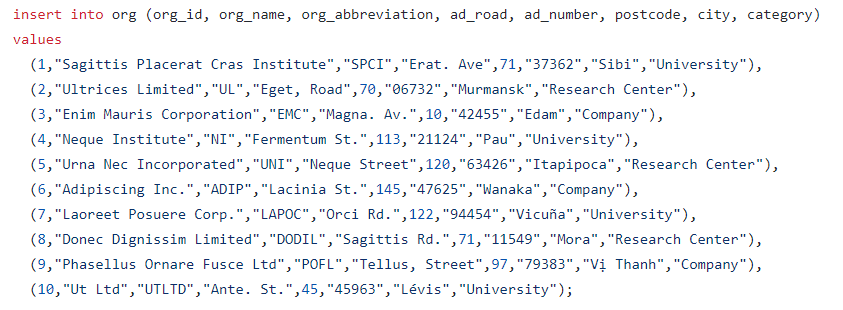 insert into org (org_id, org_name, org_abbreviation, ad_road, ad_number, postcode, city, category)
values
(1,"Sagittis Placerat Cras Institute","SPCI","Erat. Ave",71,"37362","Sibi","University"),
(2,"Ultrices Limited","UL","Eget, Road",70,"06732","Murmansk","Research Center"),
(3,"Enim Mauris Corporation","EMC","Magna. Av.",10,"42455","Edam","Company"),
(4,"Neque Institute","NI","Fermentum St.",113,"21124","Pau","University"),
(5,"Urna Nec Incorporated","UNI","Neque Street",120,"63426","Itapipoca","Research Center"),
(6,"Adipiscing Inc.","ADIP","Lacinia St.",145,"47625","Wanaka","Company"),
(7,"Laoreet Posuere Corp.","LAPOC","Orci Rd.",122,"94454","Vicuña","University"),
(8,"Donec Dignissim Limited","DODIL","Sagittis Rd.",71,"11549","Mora","Research Center"),
(9,"Phasellus Ornare Fusce Ltd","POFL","Tellus, Street",97,"79383","Vị Thanh","Company"),
(10,"Ut Ltd","UTLTD","Ante. St.",45,"45963","Lévis","University");